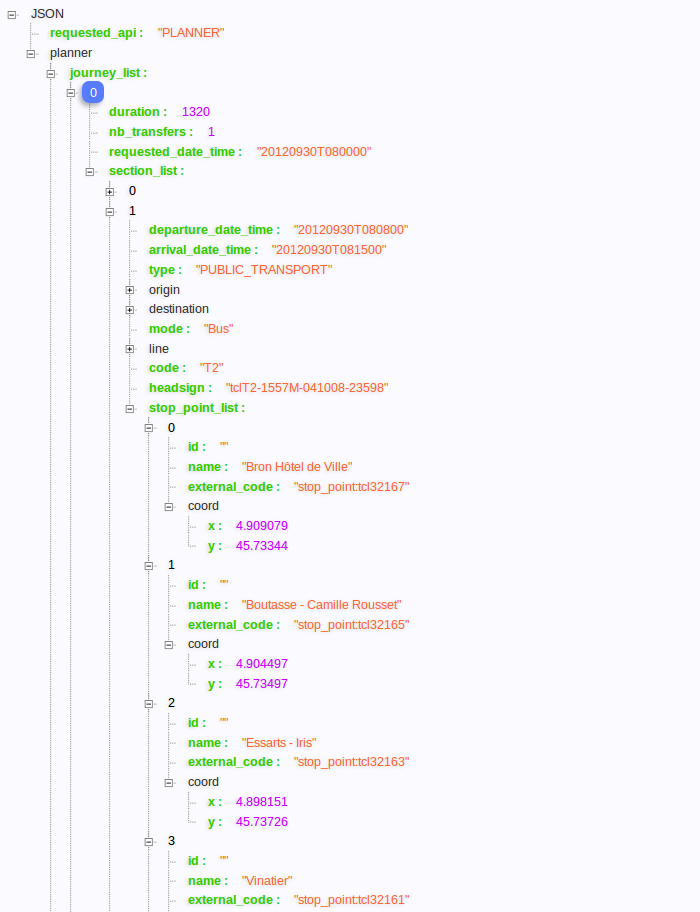 JSON
requested_api : "PLANNER"
planner
journey_list :
0
duration : 1320
nb_transfers : 1
requested_date_time : "20120930T080000"
section_list :
0
1
departure_date_time : "20120930T080800"
arrival_date_time : "20120930T081500"
type : "PUBLIC_TRANSPORT"
origin
destination
mode : "Bus"
line
code : "T2"
headsign : "tclT2-1557M-041008-23598"
stop_point_list :
0
id : ""
name : "Bron Hôtel de Ville"
external_code : "stop_point:tcl32167"
coord
x : 4.909079
y : 45.73344
1
id : ""
name : "Boutasse - Camille Rousset"
external_code : "stop_point:tcl32165"
coord
x : 4.904497
y : 45.73497
2
id : ""
name : "Essarts - Iris"
external_code : "stop_point:tcl32163"
coord
x : 4.898151
y : 45.73726
3
id : ""
name : "Vinatier"
external_code : "stop_point:tcl32161"